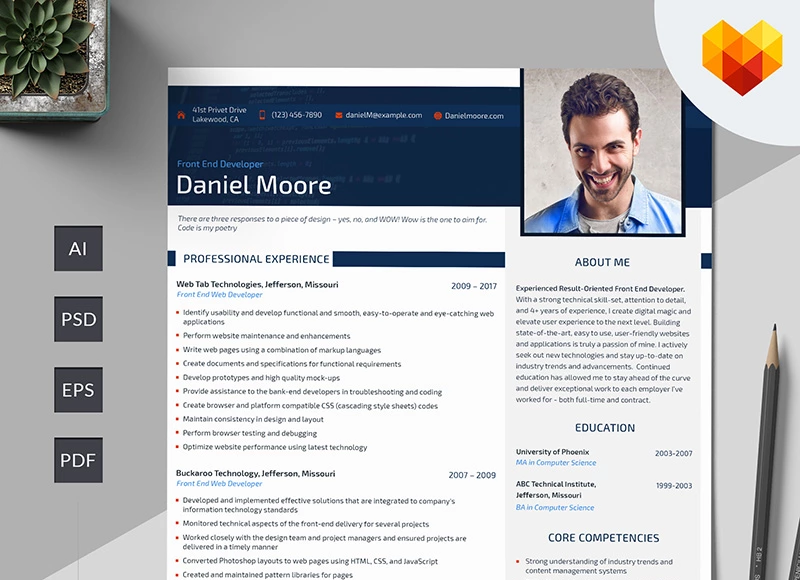 41st Privet Drive
Lakewood, CA
(123) 456-7890
danielM@example.com
Danielmoore.com
Front End Developer
Daniel Moore
There are three responses to a piece of design – yes, no, and WOW! Wow is the one to aim for.
Code is my poetry
PROFESSIONAL EXPERIENCE
Web Tab Technologies, Jefferson, Missouri
2009 – 2017
Front End Web Developer
Identify usability and develop functional and smooth, easy-to-operate and eye-catching web
applications
Perform website maintenance and enhancements
Write web pages using a combination of markup languages
Create documents and specifications for functional requirements
Develop prototypes and high quality mock-ups
Provide assistance to the bank-end developers in troubleshooting and coding
Create browser and platform compatible CSS (cascading style sheets) codes
Maintain consistency in design and layout
Perform browser testing and debugging
Optimize website performance using latest technology
Buckaroo Technology, Jefferson, Missouri
2007 – 2009
Front End Web Developer
Developed and implemented effective solutions that are integrated to company's
information technology standards
Monitored technical aspects of the front-end delivery for several projects
Worked closely with the design team and project managers and ensured projects are
delivered in a timely manner
Converted Photoshop layouts to web pages using HTML, CSS, and JavaScript
Created and maintained pattern libraries for pages
ABOUT ME
Experienced Result-Oriented Front End Developer.
With a strong technical skill-set, attention to detail,
and 4+ years of experience, I create digital magic and
elevate user experience to the next level. Building
state-of-the-art, easy to use, user-friendly websites
and applications is truly a passion of mine. I actively
seek out new technologies and stay up-to-date on
industry trends and advancements. Continued
education has allowed me to stay ahead of the curve
and deliver exceptional work to each employer I've
worked for - both full-time and contract.
EDUCATION
University of Phoenix
2003-2007
MA in Computer Science
ABC Technical Institute,
Jefferson, Missouri
1999-2003
BA in Computer Science
CORE COMPETENCIES
Strong understanding of industry trends and
content management systems
AI
PSD
EPS
PDF
HB 2